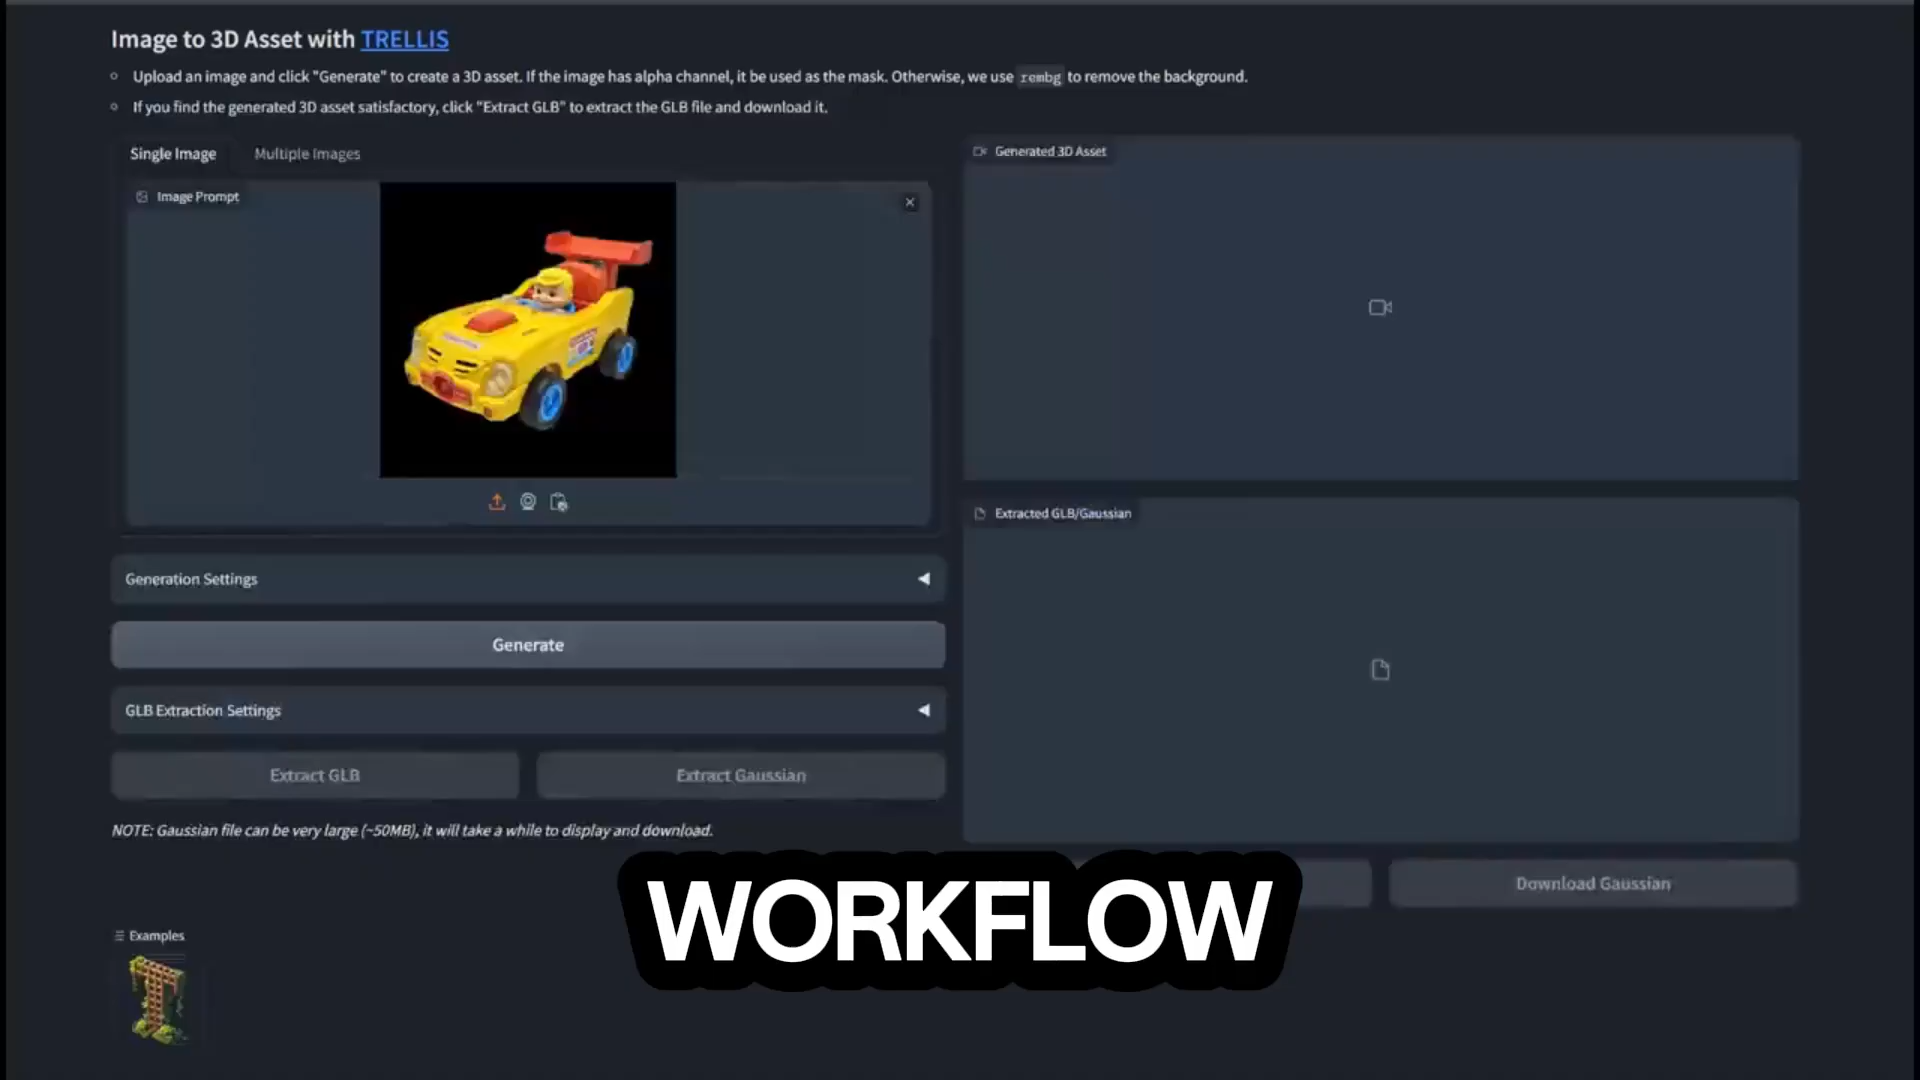 Image to 3D Asset with TRELLIS
Upload an image and click "Generate" to create a 3D asset. If the image has alpha channel, it be used as the mask. Otherwise, we use rembg to remove the background.
If you find the generated 3D asset satisfactory, click "Extract GLB" to extract the GLB file and download it.
Single Image
Multiple Images
Image Prompt
Generation Settings
Generate
GLB Extraction Settings
Extract GLB
Extract Gaussian
NOTE: Gaussian file can be very large (~50MB), it will take a while to display and download.
Examples
Generated 3D Asset
Extracted GLB/Gaussian
Download Gaussian
WORKFLOW